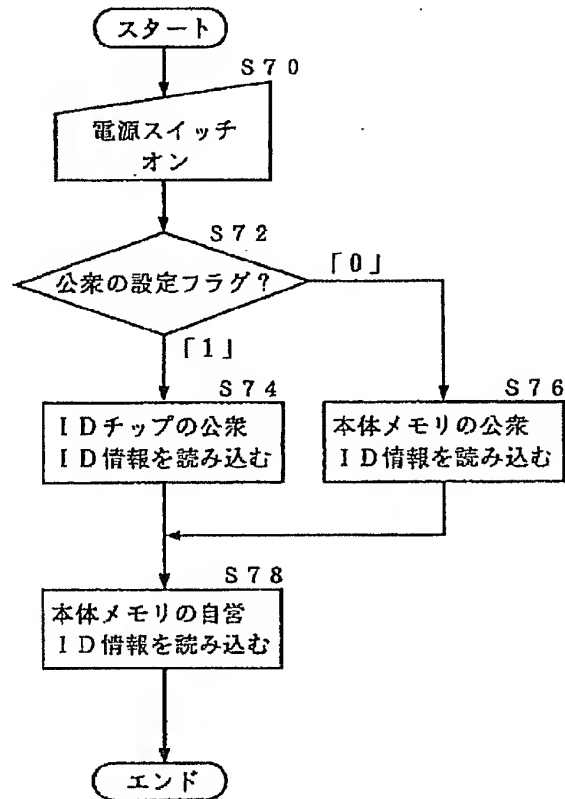 スタート
S70
電源スイッチ
オン
S72
公衆の設定フラグ?
「0」
「1」
S74
IDチップの公衆
ID情報を読み込む
S76
本体メモリの公衆
ID情報を読み込む
S78
本体メモリの自営
ID情報を読み込む
エンド